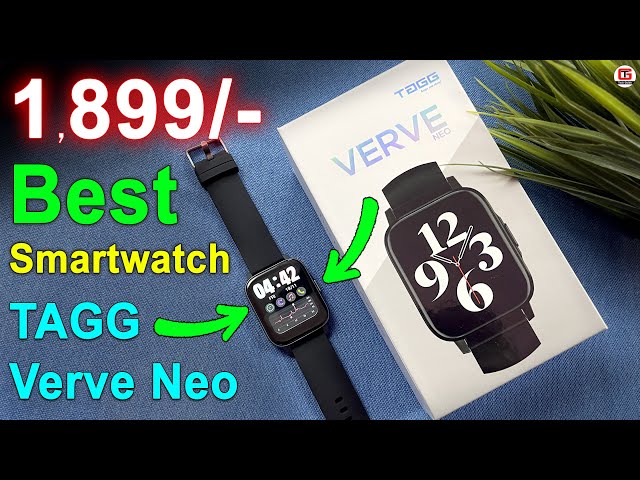 1,899/-
Best
Smartwatch
TAGG
Verve Neo
TAGG
VERVE
NEO
04:42
12
3
6
9